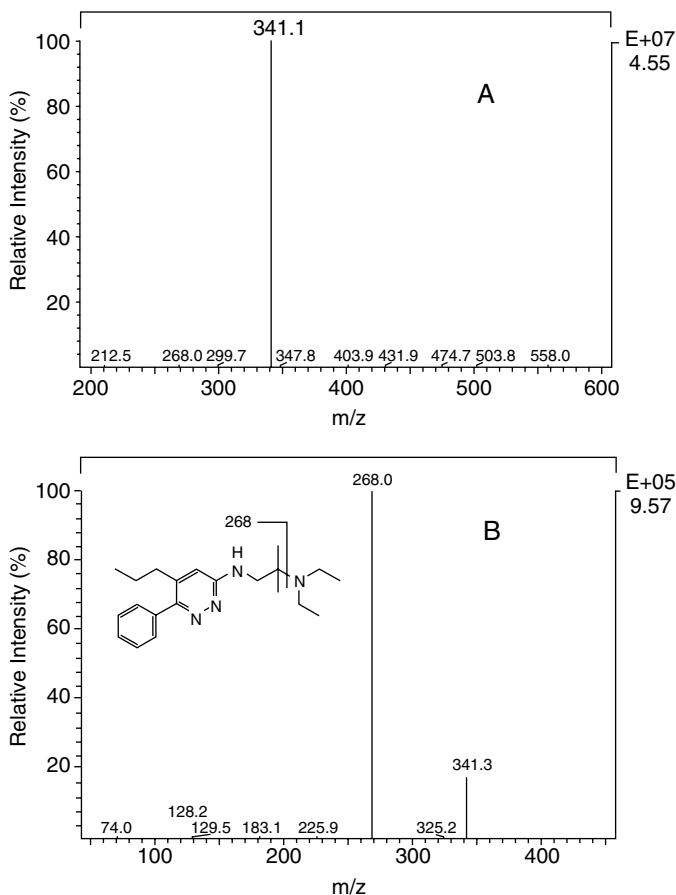 341.1
E+07
4.55
A
100
80
60
40
20
Relative Intensity (%)
212.5 268.0 299.7 347.8 403.9 431.9 474.7 503.8 558.0
200 300 400 500 600
m/z
268.0
E+05
9.57
B
100
80
60
40
20
Relative Intensity (%)
268
H
N
N
N
N
341.3
128.2
74.0 129.5 183.1 225.9 325.2
100 200 300 400
m/z